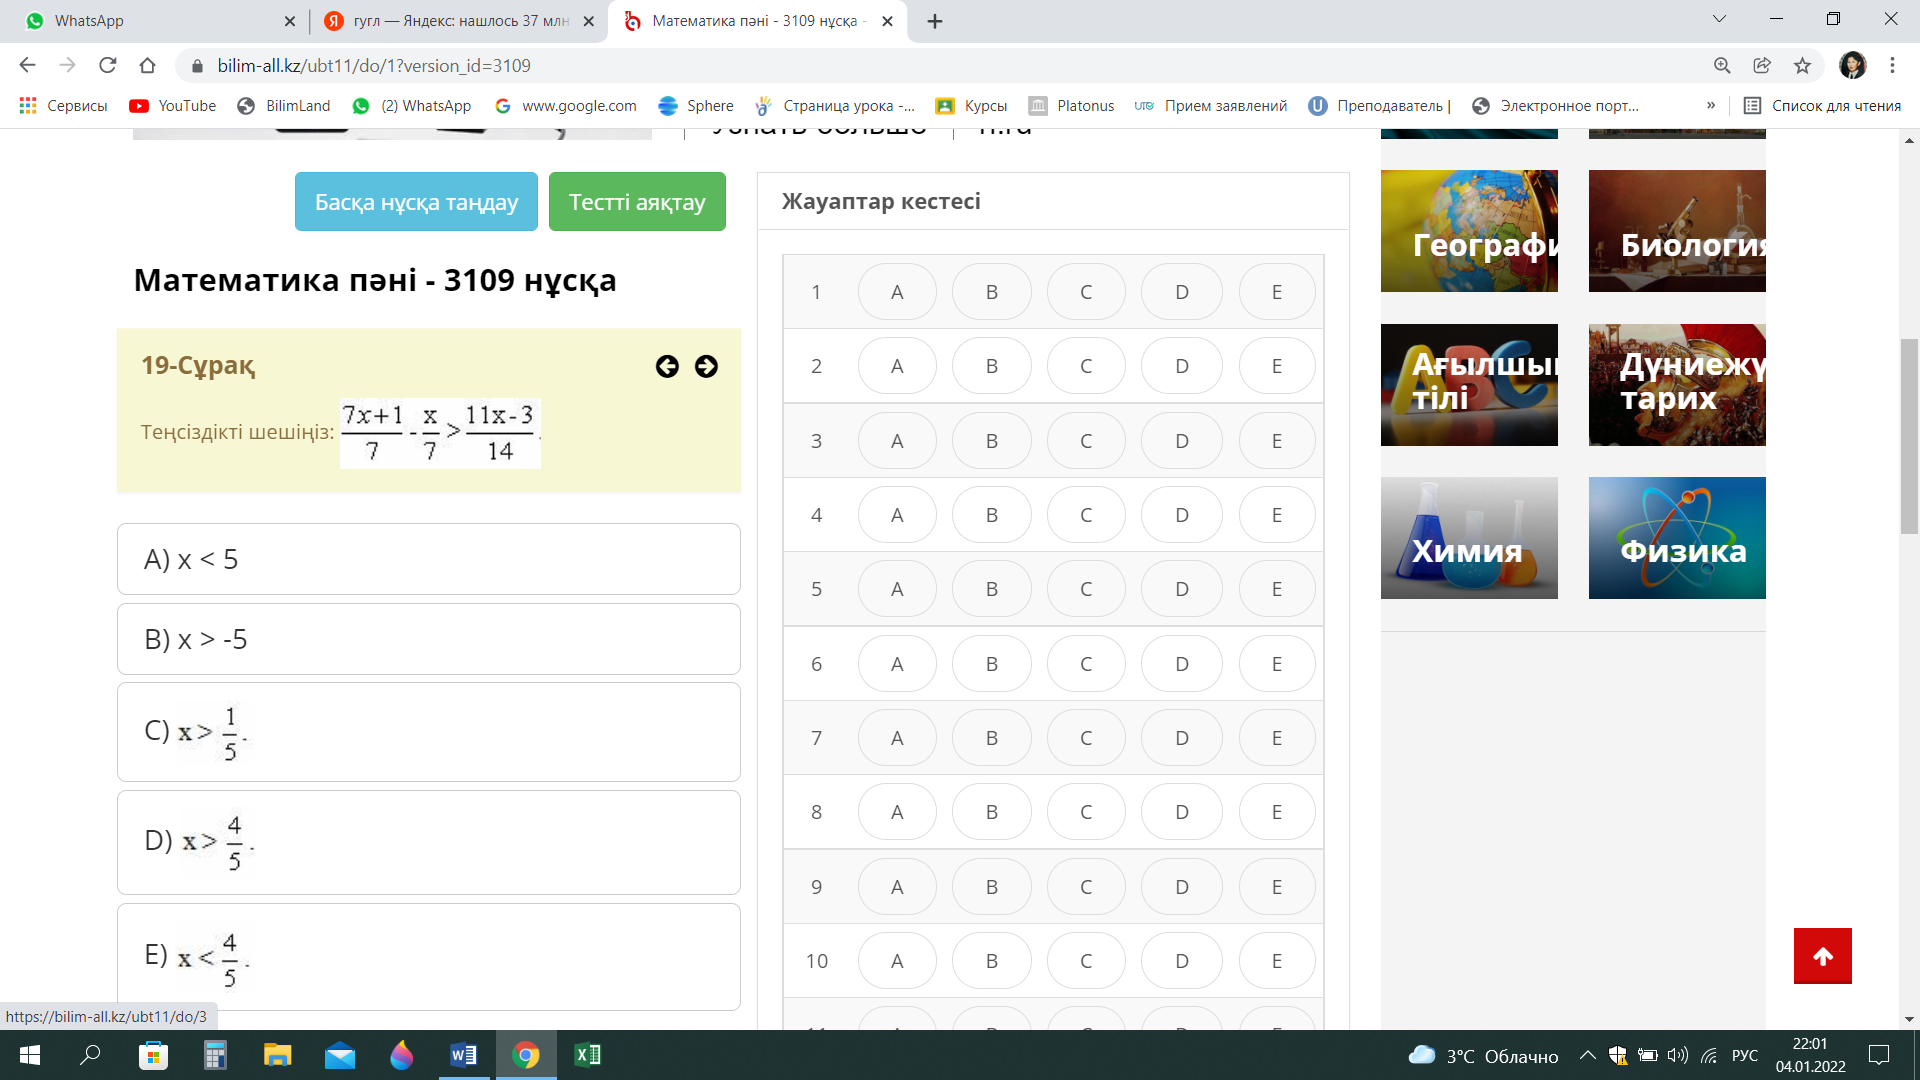 WhatsApp
гугл — Яндекс: нашлось 37 млн
Математика пәні - 3109 нұсқа -
bilim-all.kz/ubt11/do/1?version_id=3109
Сервисы
YouTube
BilimLand
(2) WhatsApp
www.google.com
Sphere
Страница урока -...
Курсы
Platonus
Прием заявлений
Преподаватель |
Электронное порт...
»
Список для чтения
Узнать больше
Басқа нұсқа таңдау
Тестті аяқтау
Математика пәні - 3109 нұсқа
19-Сұрақ
Теңсіздікті шешіңіз: (7x+1)/7 - x/7 > (11x-3)/14.
A) x < 5
B) x > -5
C) x > 1/5.
D) x > 4/5.
E) x < 4/5.
Жауаптар кестесі
1 A B C D E
2 A B C D E
3 A B C D E
4 A B C D E
5 A B C D E
6 A B C D E
7 A B C D E
8 A B C D E
9 A B C D E
10 A B C D E
Географи
Биология
Ағылшы
тілі
Дүниежү
тарих
Химия
Физика
https://bilim-all.kz/ubt11/do/3
3°C Облачно
РУС
22:01
04.01.2022